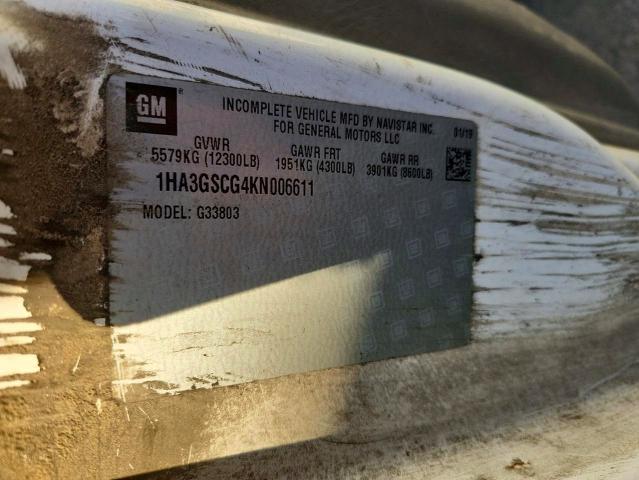 GM
INCOMPLETE VEHICLE MFD BY NAVISTAR INC.
FOR GENERAL MOTORS LLC
01/19
GVWR GAWR FRT GAWR RR
5579KG (12300LB) 1951KG (4300LB) 3901KG (8600LB)
1HA3GSCG4KN006611
MODEL: G33803